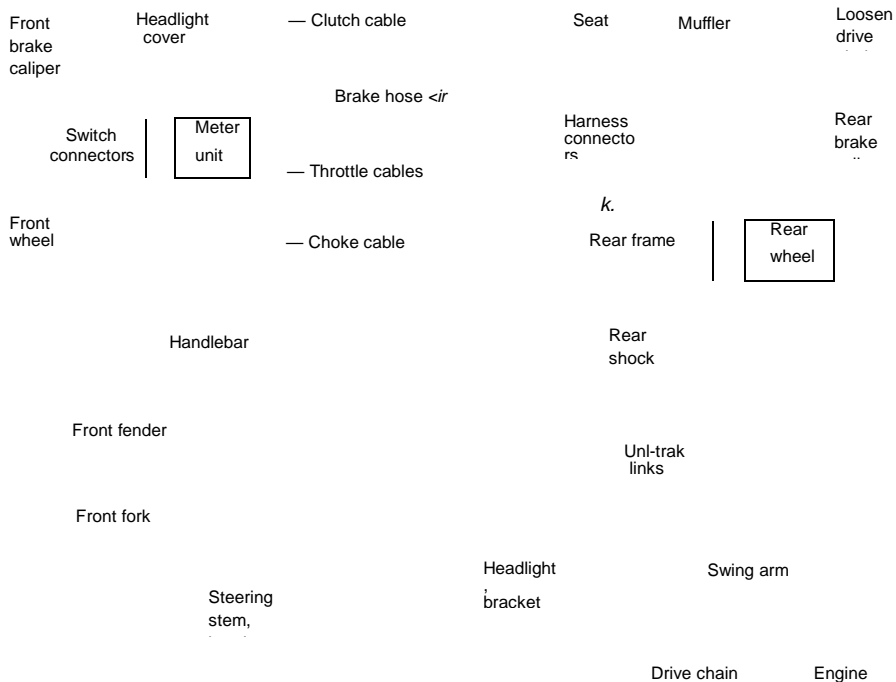 Front
brake
caliper
Headlight
cover
— Clutch cable
Seat
Muffler
Loosen
drive
Brake hose <ir
Switch
connectors
Meter
unit
— Throttle cables
Harness
connecto
rs
Rear
brake
k.
Front
wheel
— Choke cable
Rear frame
Rear
wheel
Handlebar
Rear
shock
Front fender
Unl-trak
links
Front fork
Headlight
,
bracket
Swing arm
Steering
stem,
Drive chain
Engine